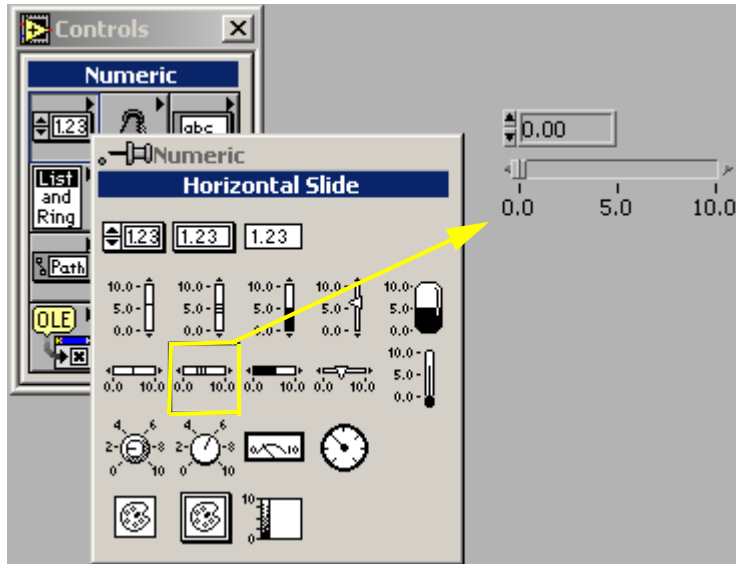 Controls
Numeric
1.23
abc
List
and
Ring
Path
OLE
Numeric
Horizontal Slide
1.23 1.23 1.23
10.0 10.0 10.0 10.0 10.0
5.0 5.0 5.0 5.0 5.0
0.0 0.0 0.0 0.0 0.0
0.0 10.0 0.0 10.0 0.0 10.0 0.0 10.0
10.0
5.0
0.0
4 6 4 6
2 8 2 8
0 10 0 10
0 10
10
0
0.00
0.0 5.0 10.0